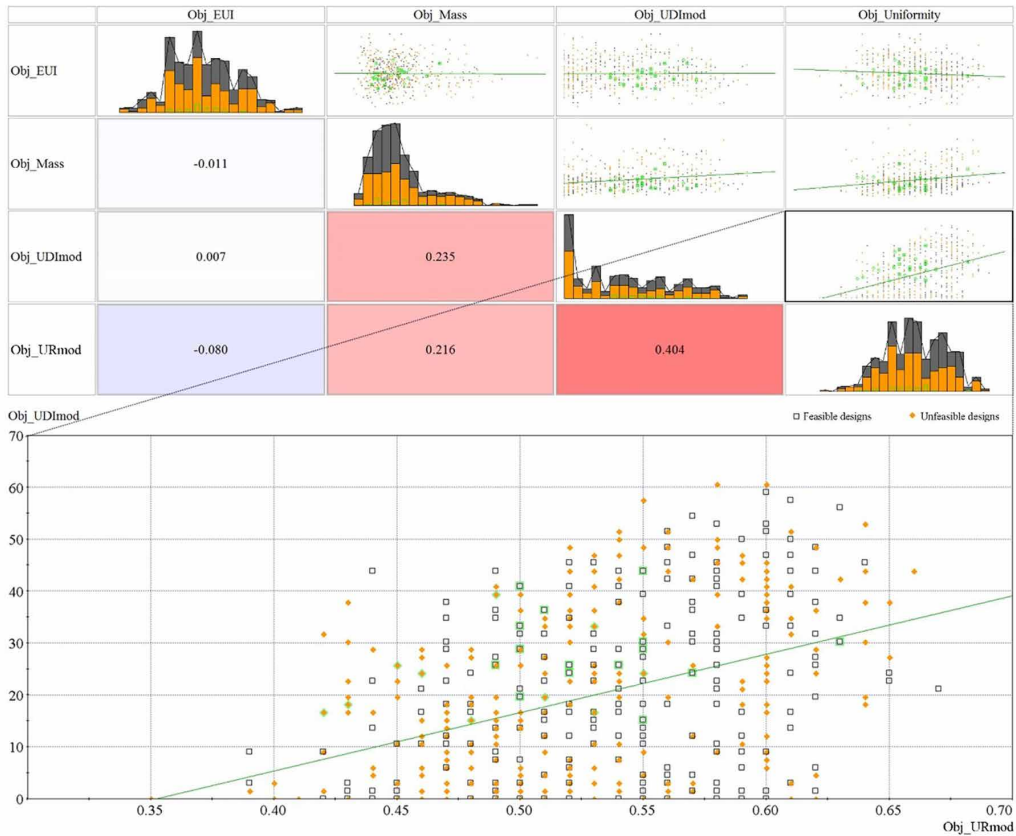 Obj_EUI Obj_Mass Obj_UDImod Obj_Uniformity
Obj_EUI
Obj_Mass -0.011
Obj_UDImod 0.007 0.235
Obj_URmod -0.080 0.216 0.404
Obj_UDImod
Feasible designs Unfeasible designs
70
60
50
40
30
20
10
0
0.35 0.40 0.45 0.50 0.55 0.60 0.65 0.70
Obj_URmod